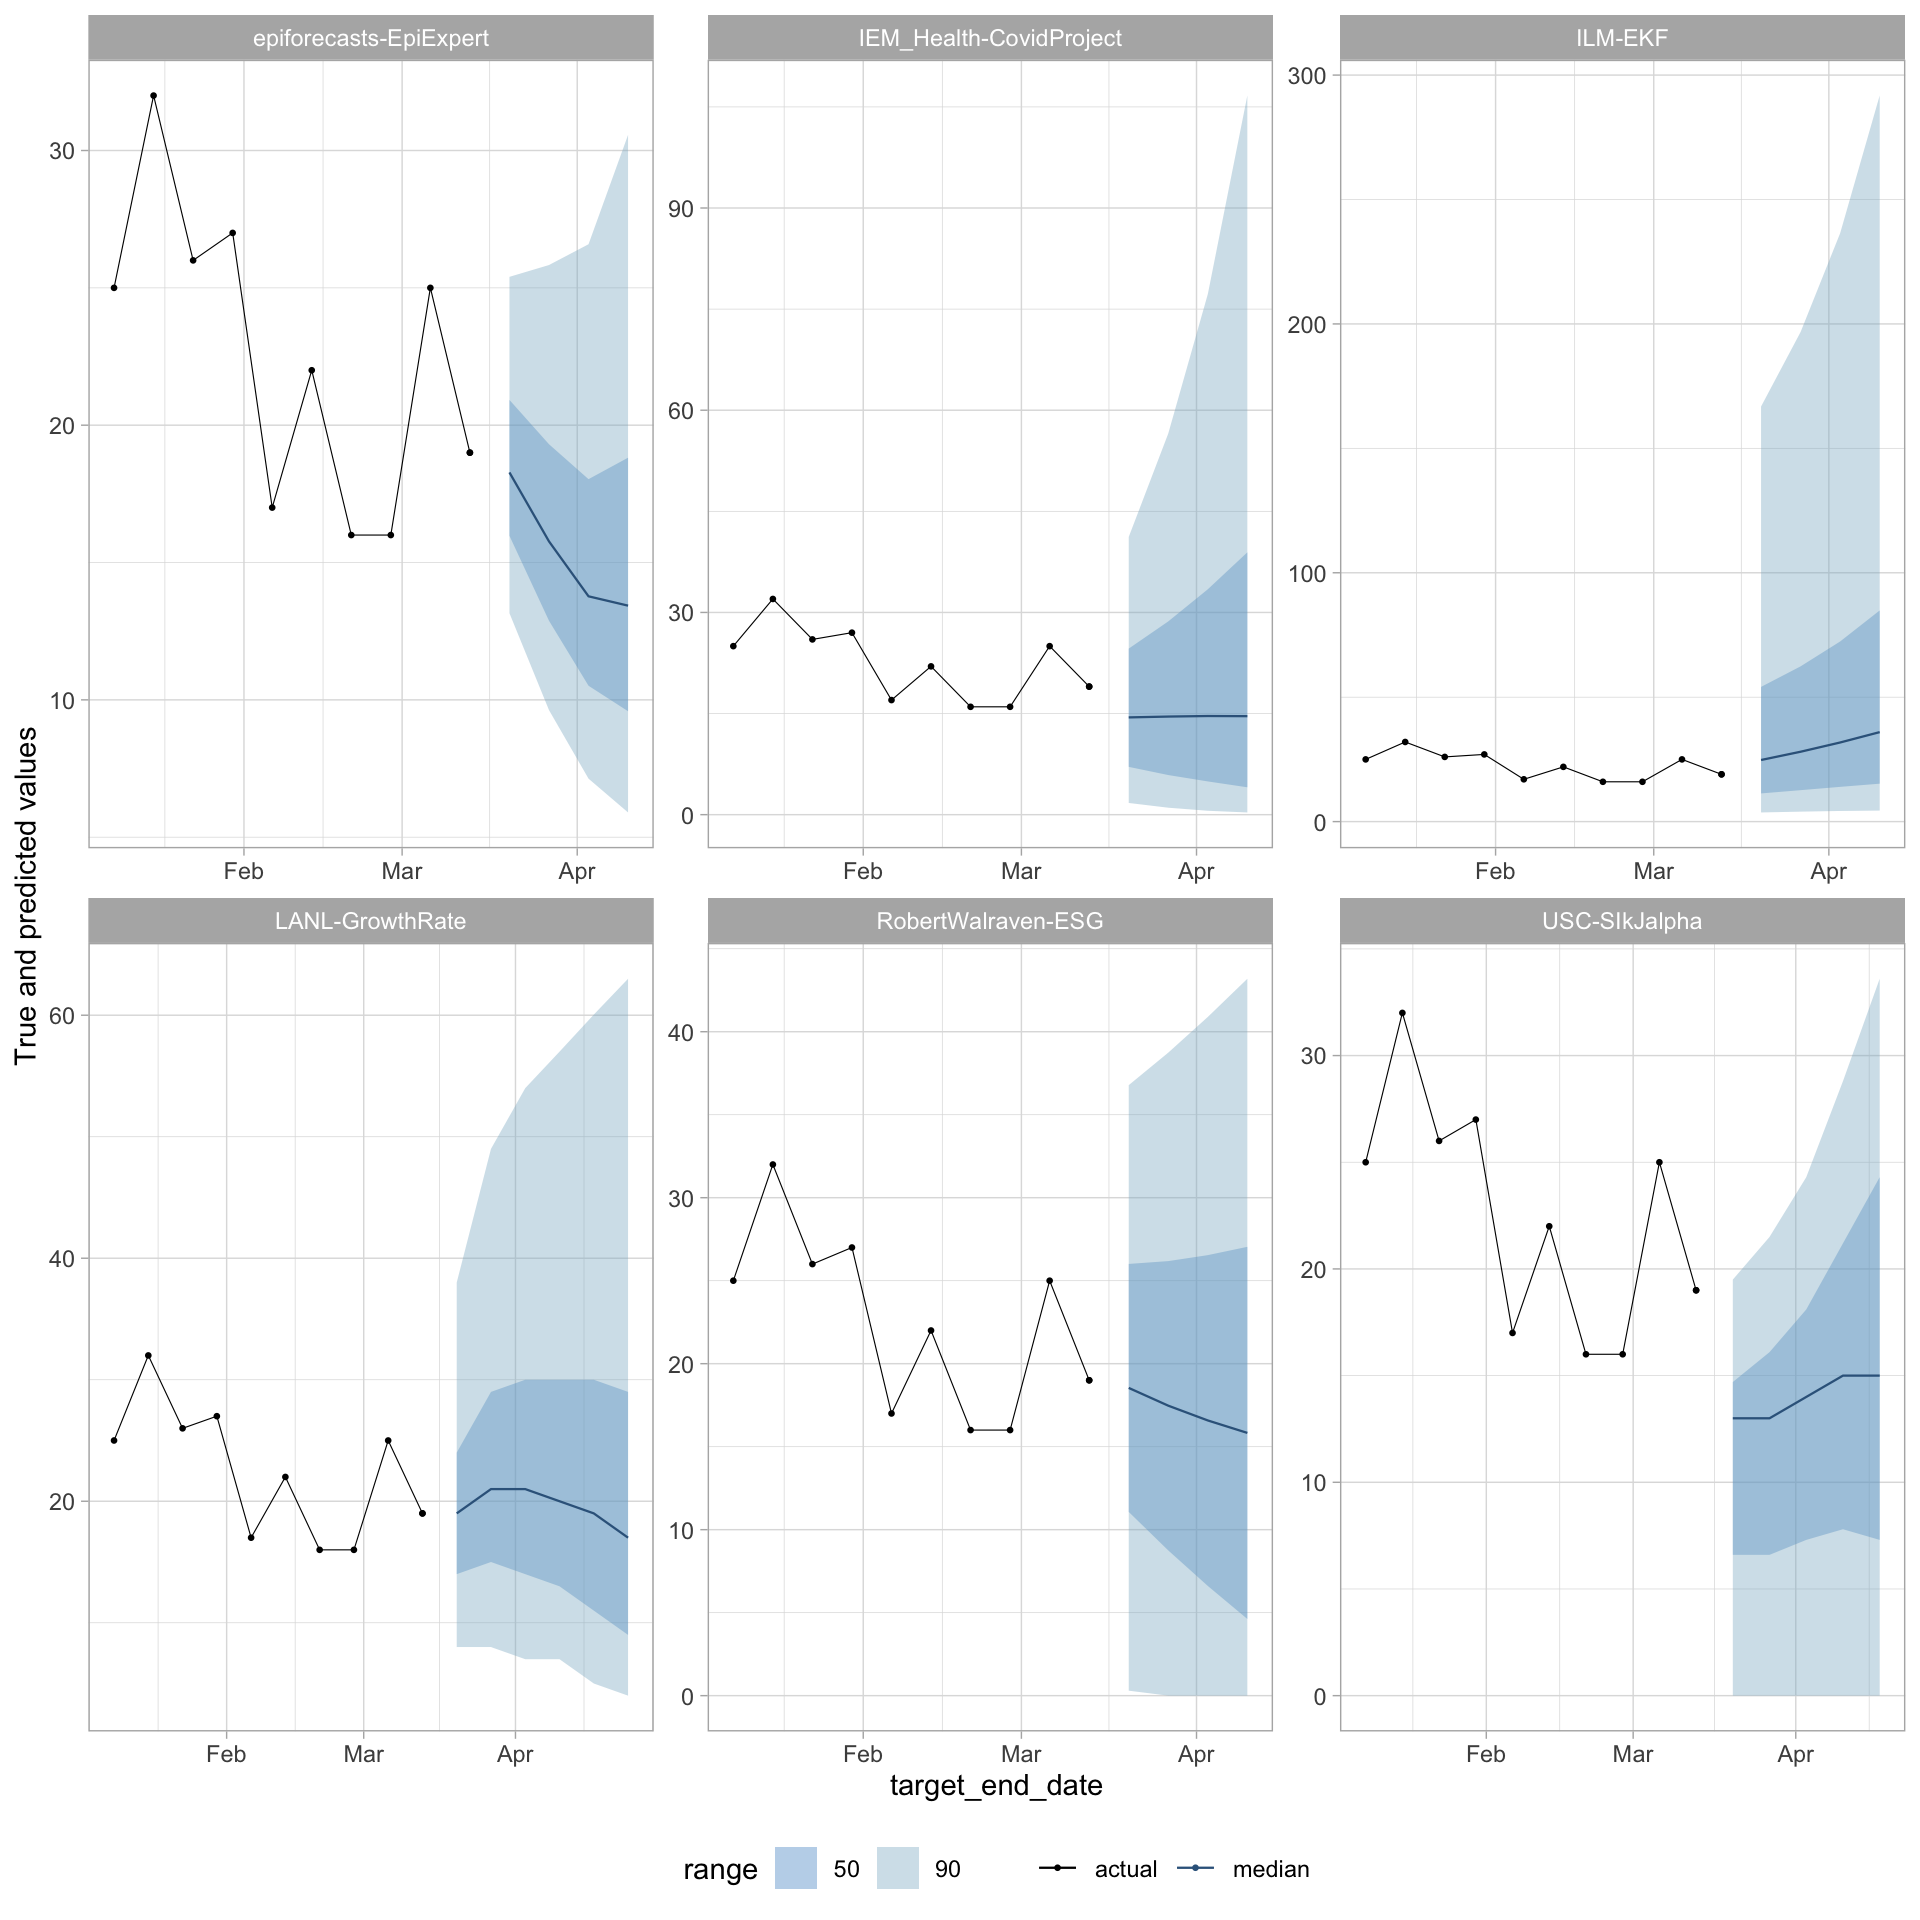 epiforecasts-EpiExpert
IEM_Health-CovidProject
ILM-EKF
30
20
10
90
60
30
0
300
200
100
0
Feb Mar Apr
Feb Mar Apr
Feb Mar Apr
True and predicted values
LANL-GrowthRate
RobertWalraven-ESG
USC-SIkJalpha
60
40
20
40
30
20
10
0
30
20
10
0
Feb Mar Apr
Feb Mar Apr
Feb Mar Apr
target_end_date
range 50 90 actual median